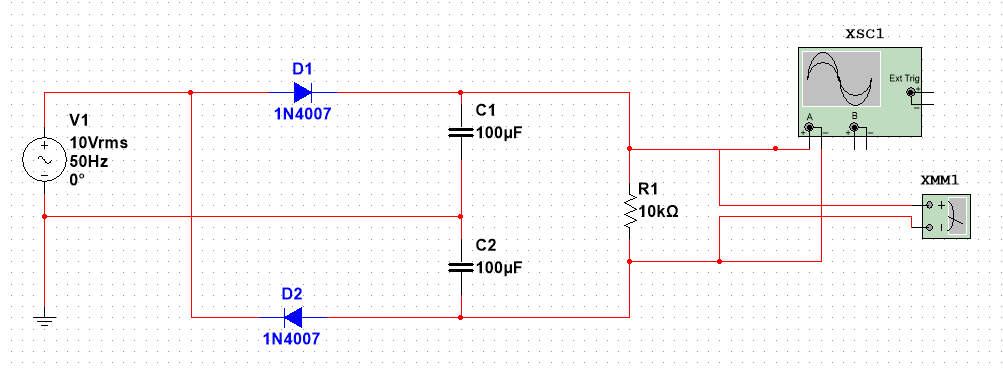 XSC1
Ext Trig
+
−
A
B
+ − + −
D1
1N4007
V1
10Vrms
50Hz
0°
+
−
C1
100µF
XMM1
+
−
R1
10kΩ
C2
100µF
D2
1N4007